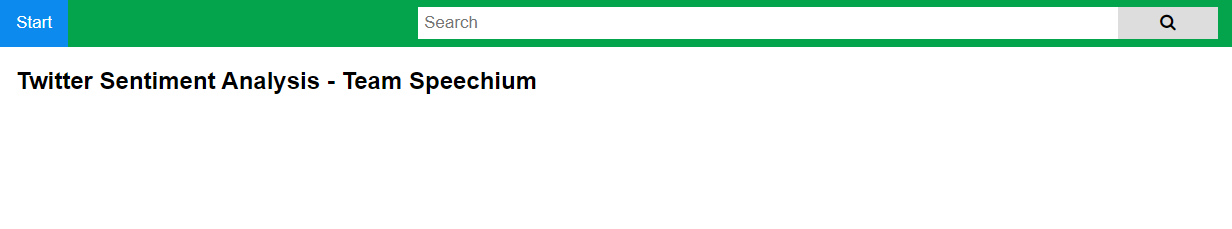 Start
Search
Twitter Sentiment Analysis - Team Speechium